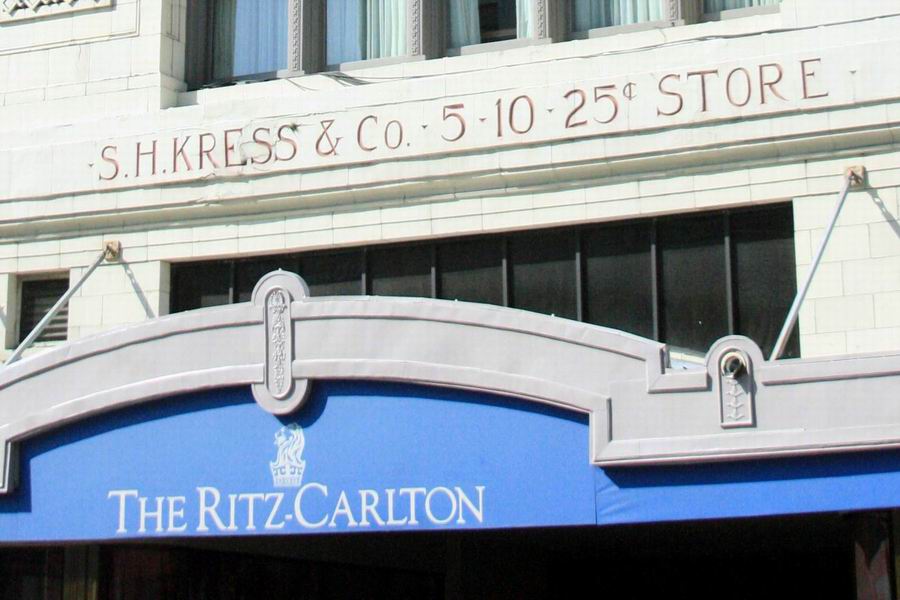 S.H.KRESS & Co. · 5 · 10 · 25¢ STORE
THE RITZ-CARLTON